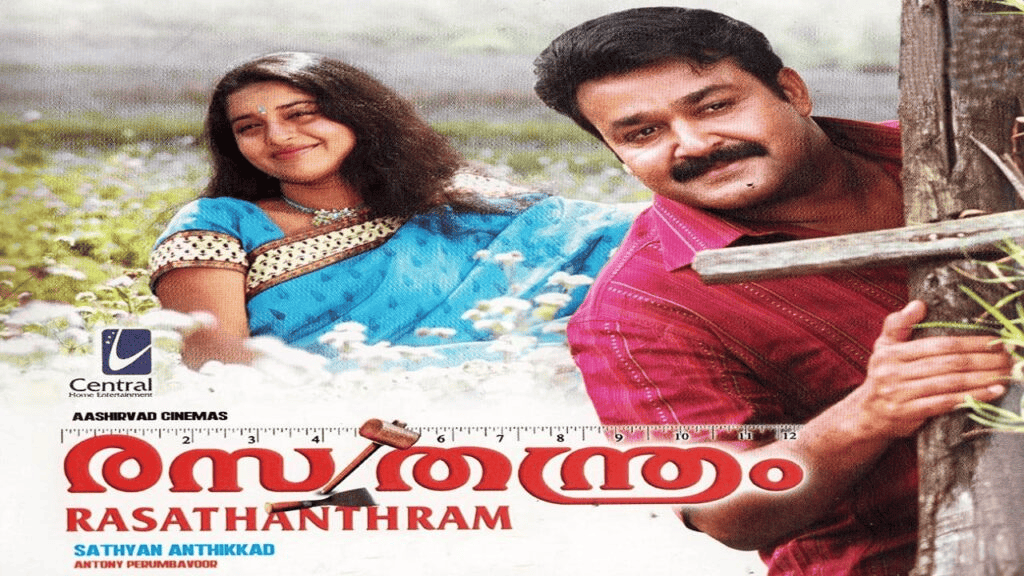 Central
Home Entertainment
AASHIRVAD CINEMAS
2 3 4 6 7 8 9 10 11 12
രസതന്ത്രം
RASATHANTHRAM
SATHYAN ANTHIKKAD
ANTONY PERUMBAVOOR